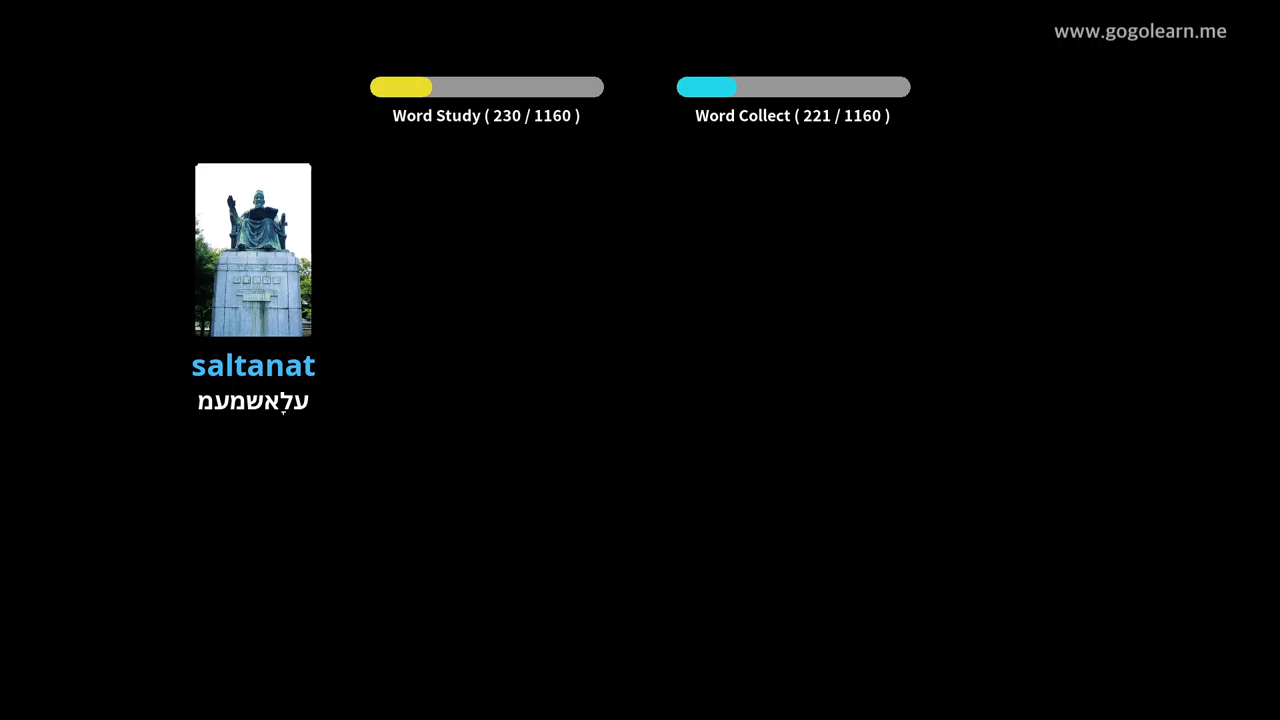 www.gogolearn.me
Word Study ( 230 / 1160 )
Word Collect ( 221 / 1160 )
saltanat
עלָאשמעמ